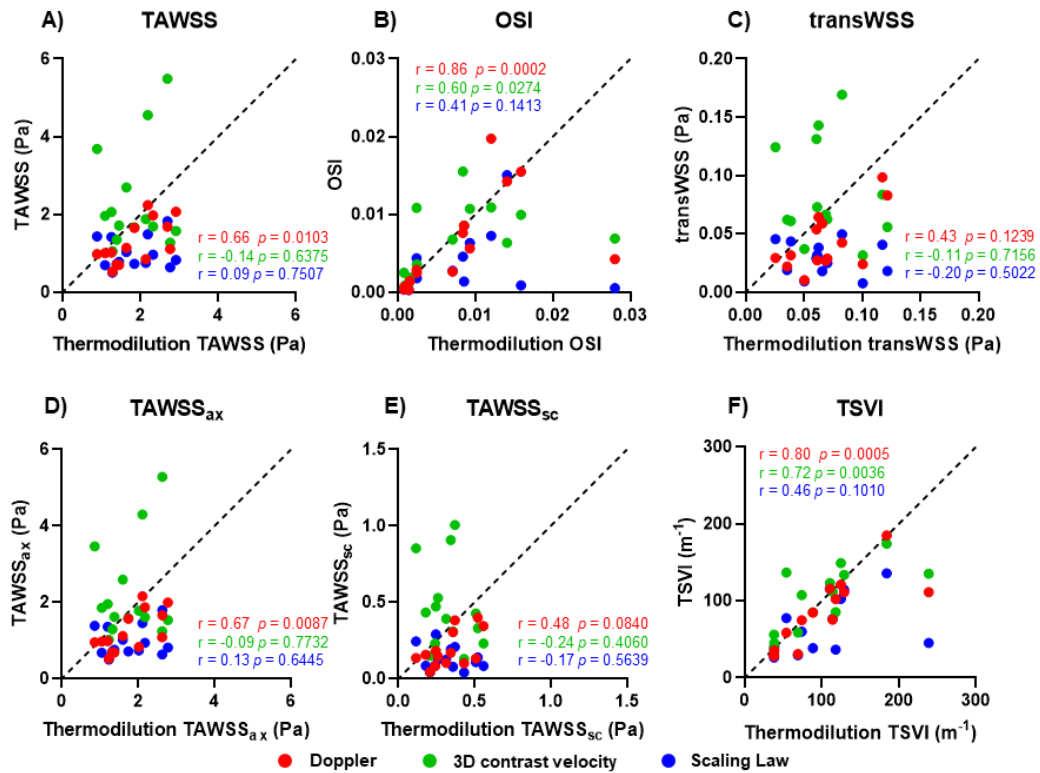 A) TAWSS
6
4
2
0
0 2 4 6
TAWSS (Pa)
Thermodilution TAWSS (Pa)
r = 0.66 p = 0.0103
r = -0.14 p = 0.6375
r = 0.09 p = 0.7507
B) OSI
0.03
0.02
0.01
0.00
0.00 0.01 0.02 0.03
OSI
Thermodilution OSI
r = 0.86 p = 0.0002
r = 0.60 p = 0.0274
r = 0.41 p = 0.1413
C) transWSS
0.20
0.15
0.10
0.05
0.00
0.00 0.05 0.10 0.15 0.20
transWSS (Pa)
Thermodilution transWSS (Pa)
r = 0.43 p = 0.1239
r = -0.11 p = 0.7156
r = -0.20 p = 0.5022
D) TAWSSax
6
4
2
0
0 2 4 6
TAWSSax (Pa)
Thermodilution TAWSSax (Pa)
r = 0.67 p = 0.0087
r = -0.09 p = 0.7732
r = 0.13 p = 0.6445
E) TAWSSsc
1.5
1.0
0.5
0.0
0.0 0.5 1.0 1.5
TAWSSsc (Pa)
Thermodilution TAWSSsc (Pa)
r = 0.48 p = 0.0840
r = -0.24 p = 0.4060
r = -0.17 p = 0.5639
F) TSVI
300
200
100
0
0 100 200 300
TSVI (m⁻¹)
Thermodilution TSVI (m⁻¹)
r = 0.80 p = 0.0005
r = 0.72 p = 0.0036
r = 0.46 p = 0.1010
Doppler 3D contrast velocity Scaling Law